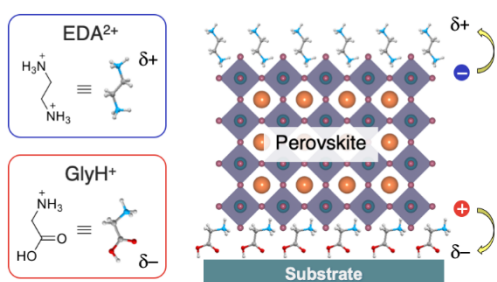 EDA²⁺
δ+
H₃N⁺
≡
⁺NH₃
GlyH⁺
⁺NH₃
≡
O
HO
δ–
δ+
–
Perovskite
+
δ–
Substrate